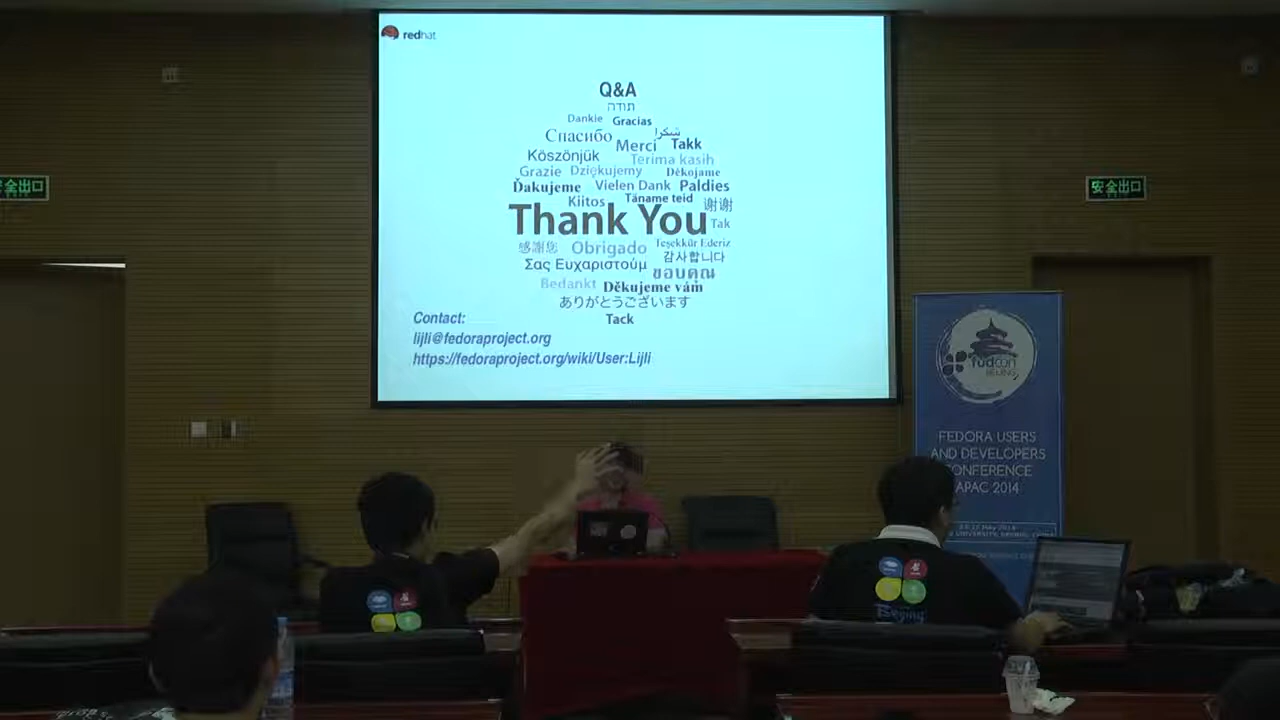 redhat
Q&A
תודה
Dankie Gracias
Спасибо شكرا
Merci Takk
Köszönjük Terima kasih
Grazie Dziękujemy Dėkojame
Ďakujeme Vielen Dank Paldies
Kiitos Täname teid 谢谢
Thank You Tak
感謝您 Obrigado Teşekkür Ederiz
Σας Ευχαριστούμ 감사합니다
ขอบคุณ
Bedankt Děkujeme vám
ありがとうございます
Tack
Contact:
lijli@fedoraproject.org
https://fedoraproject.org/wiki/User:Lijli
安全出口
安全出口
fudcon
BEIJING
FEDORA USERS
AND DEVELOPERS
CONFERENCE
APAC 2014
Beijing